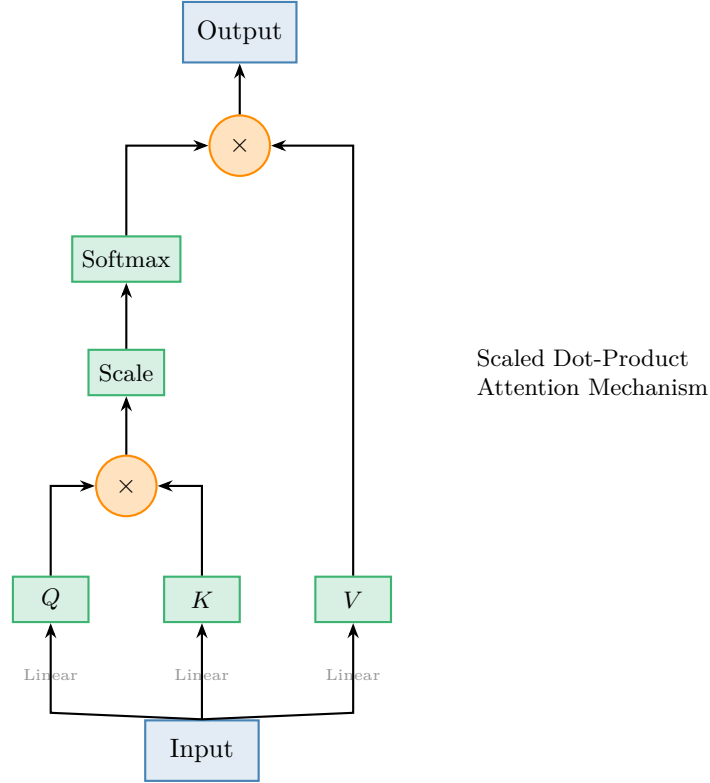 Output
×
Softmax
Scale
Scaled Dot-Product
Attention Mechanism
×
Q K V
Linear Linear Linear
Input